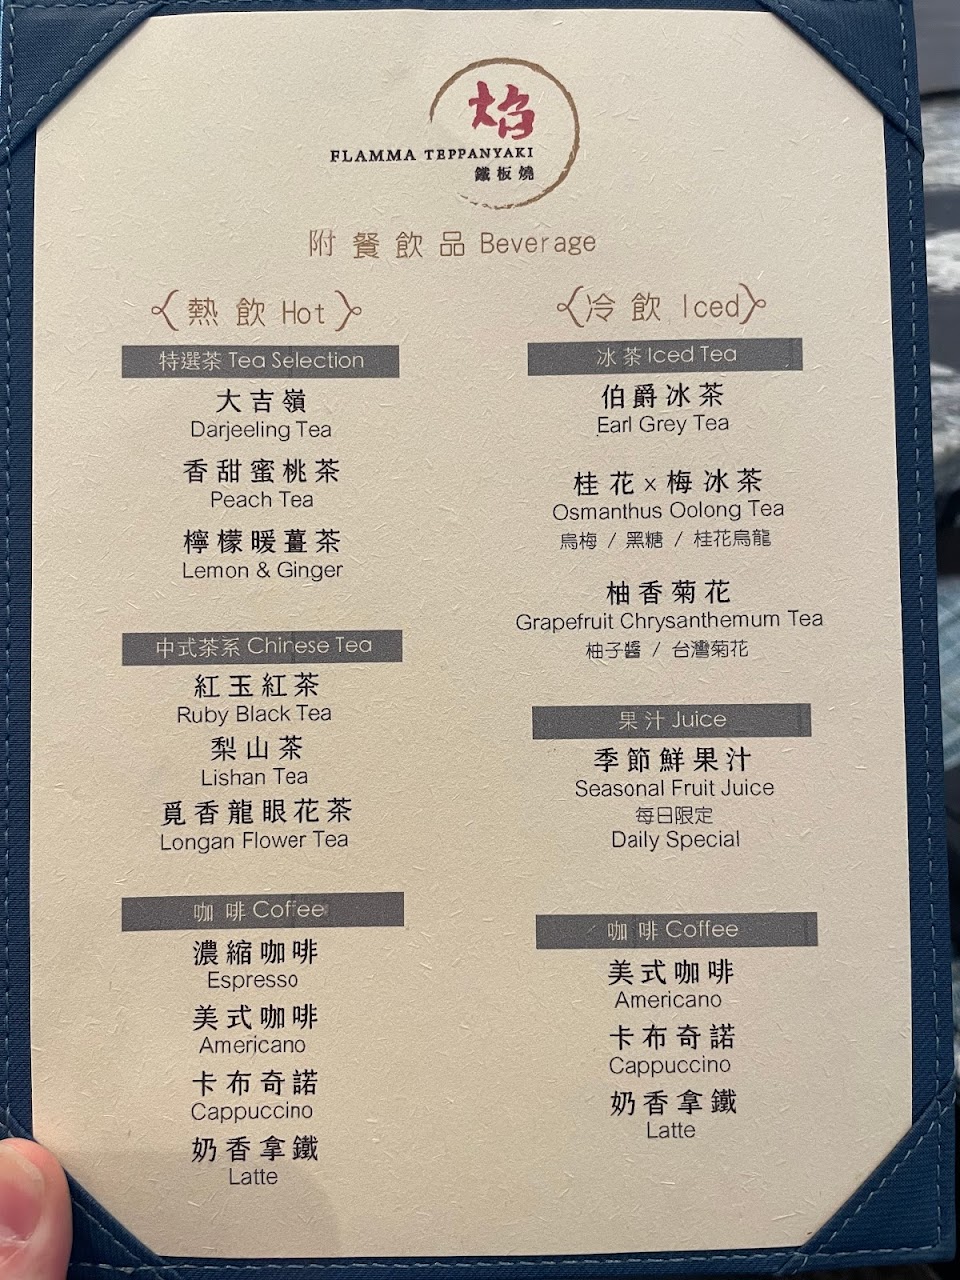 焰
FLAMMA TEPPANYAKI
鐵板燒
附餐飲品 Beverage
熱飲 Hot
特選茶 Tea Selection
大吉嶺
Darjeeling Tea
香甜蜜桃茶
Peach Tea
檸檬暖薑茶
Lemon & Ginger
中式茶系 Chinese Tea
紅玉紅茶
Ruby Black Tea
梨山茶
Lishan Tea
覓香龍眼花茶
Longan Flower Tea
咖啡 Coffee
濃縮咖啡
Espresso
美式咖啡
Americano
卡布奇諾
Cappuccino
奶香拿鐵
Latte
冷飲 Iced
冰茶 Iced Tea
伯爵冰茶
Earl Grey Tea
桂花 x 梅冰茶
Osmanthus Oolong Tea
烏梅 / 黑糖 / 桂花烏龍
柚香菊花
Grapefruit Chrysanthemum Tea
柚子醬 / 台灣菊花
果汁 Juice
季節鮮果汁
Seasonal Fruit Juice
每日限定
Daily Special
咖啡 Coffee
美式咖啡
Americano
卡布奇諾
Cappuccino
奶香拿鐵
Latte